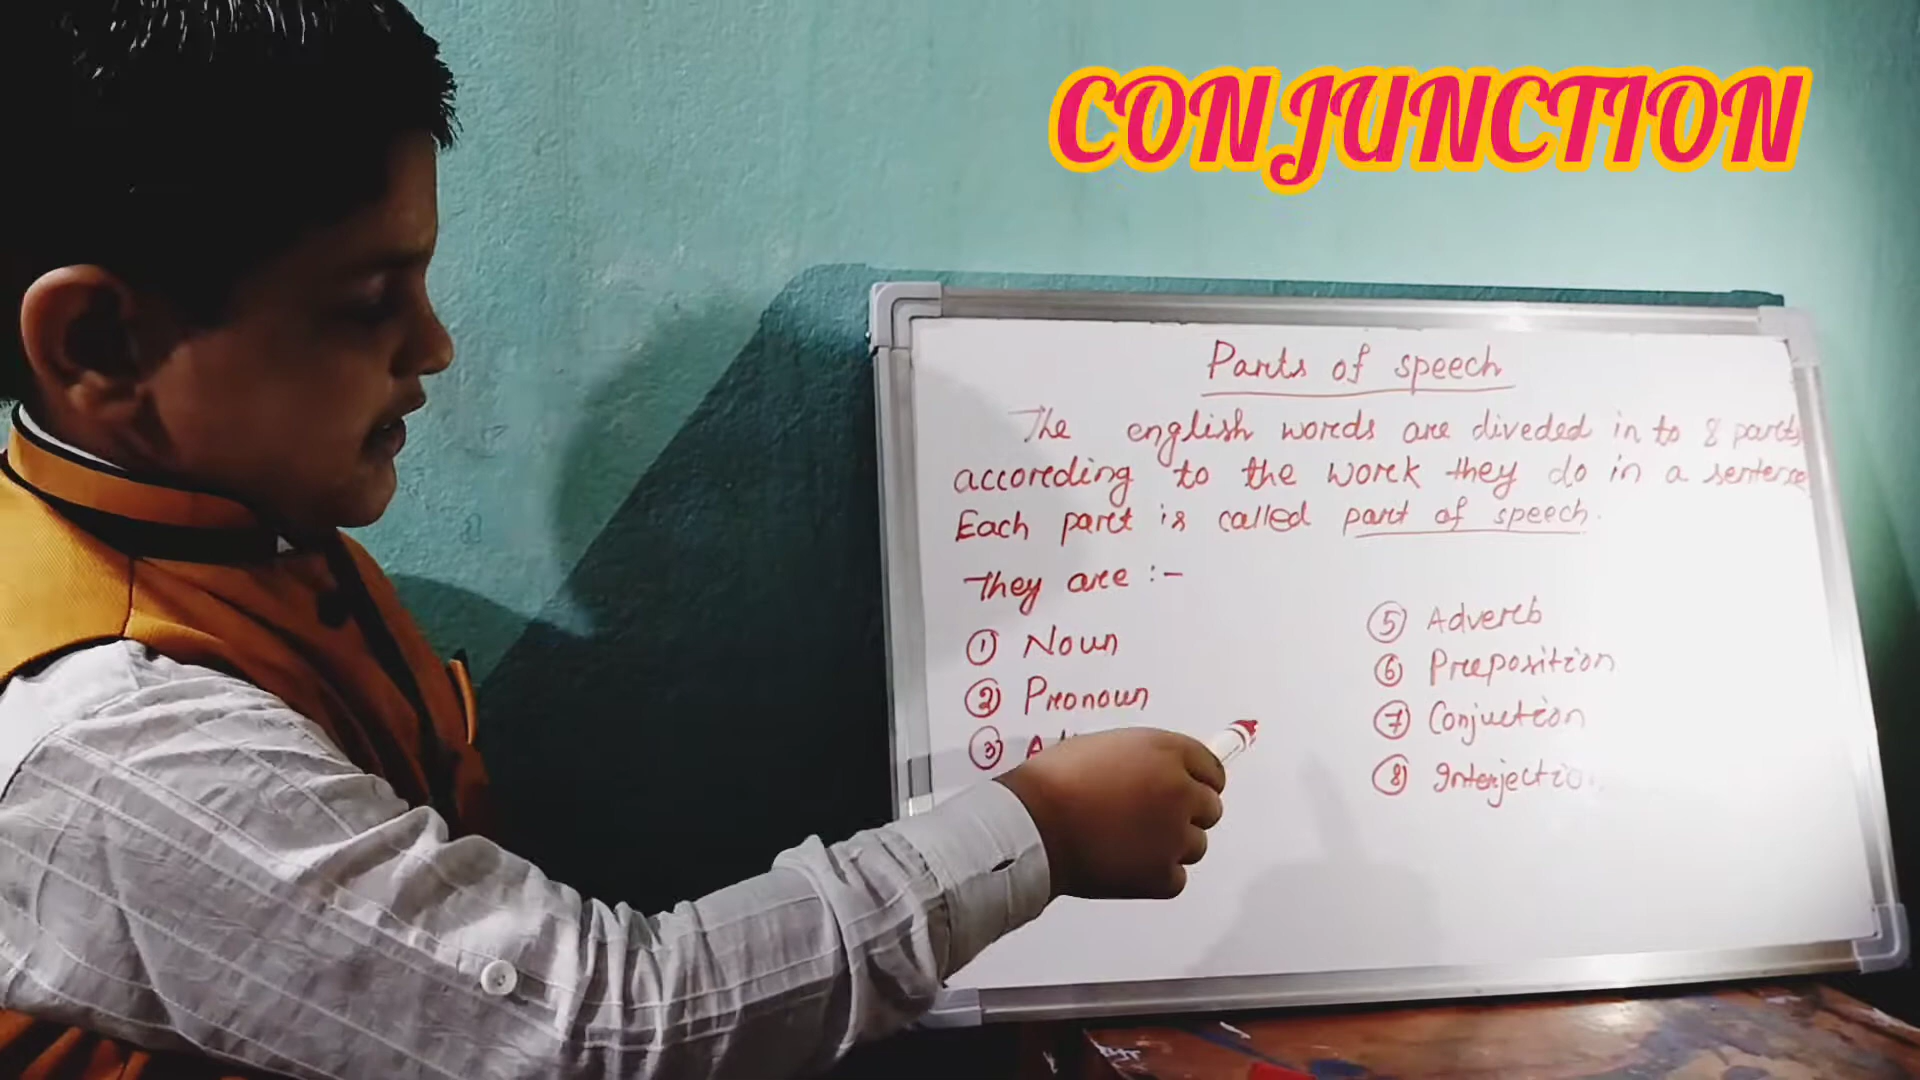 CONJUNCTION
Parts of speech
The english words are diveded in to 8 parts
according to the work they do in a sentense
Each part is called part of speech.
They are :-
① Noun
② Pronoun
③
⑤ Adverb
⑥ Preposition
⑦ Conjuction
⑧ Interjection